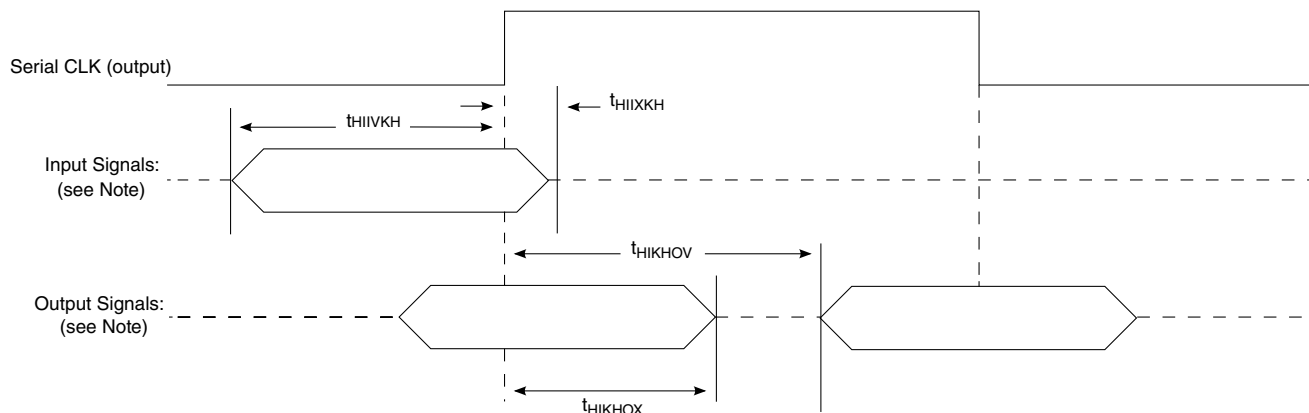 Serial CLK (output)
tHIIXKH
tHIIVKH
Input Signals:
(see Note)
tHIKHOV
Output Signals:
(see Note)
tHIKHOX